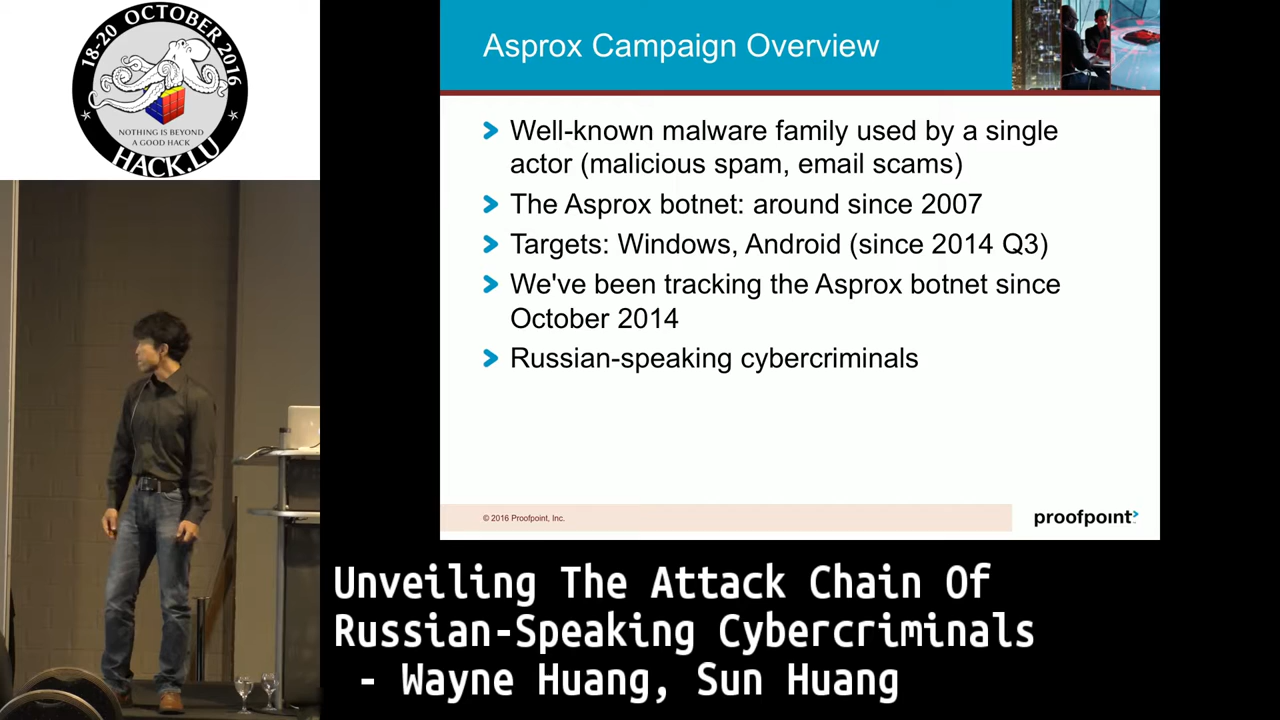 18-20 OCTOBER 2016
NOTHING IS BEYOND
A GOOD HACK
HACK.LU
Asprox Campaign Overview
Well-known malware family used by a single
actor (malicious spam, email scams)
The Asprox botnet: around since 2007
Targets: Windows, Android (since 2014 Q3)
We've been tracking the Asprox botnet since
October 2014
Russian-speaking cybercriminals
© 2016 Proofpoint, Inc.
proofpoint
Unveiling The Attack Chain Of
Russian-Speaking Cybercriminals
- Wayne Huang, Sun Huang